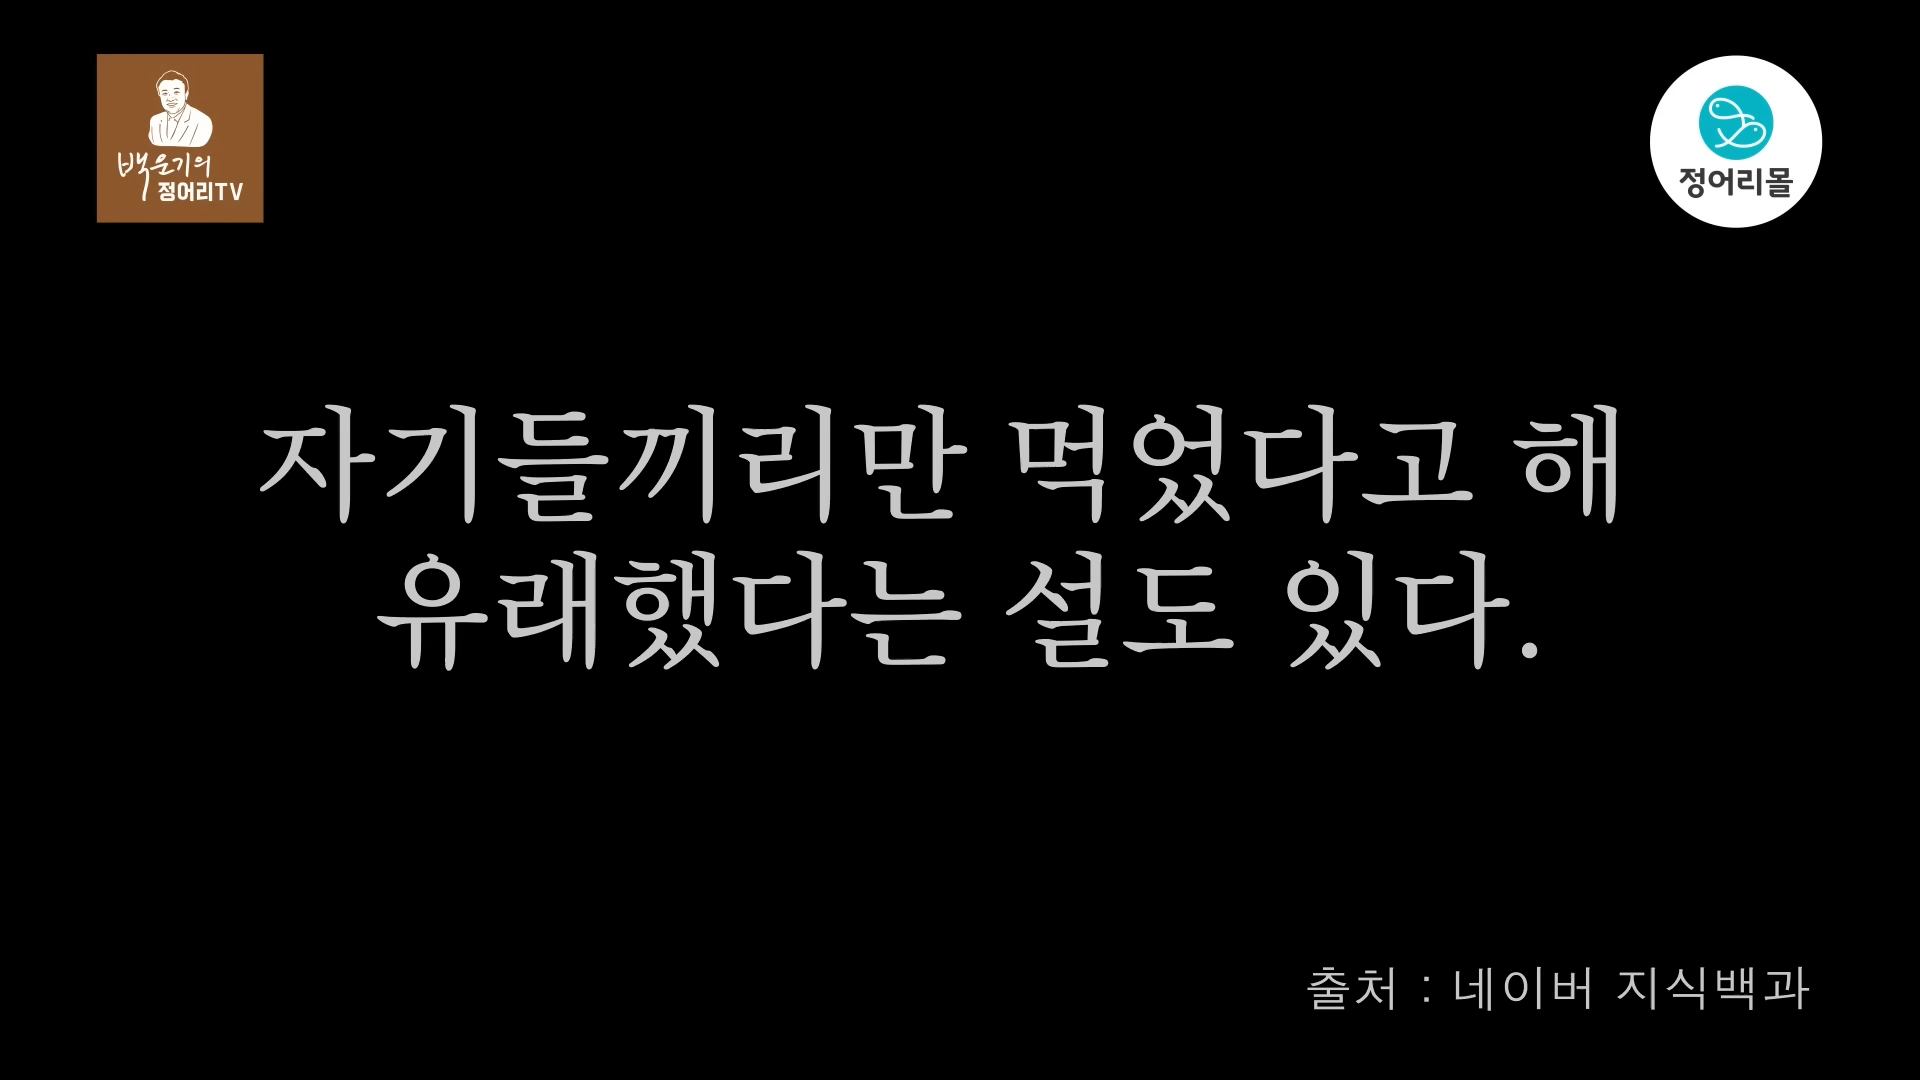 백운기의
정어리TV
정어리몰
자기들끼리만 먹었다고 해
유래했다는 설도 있다.
출처 : 네이버 지식백과